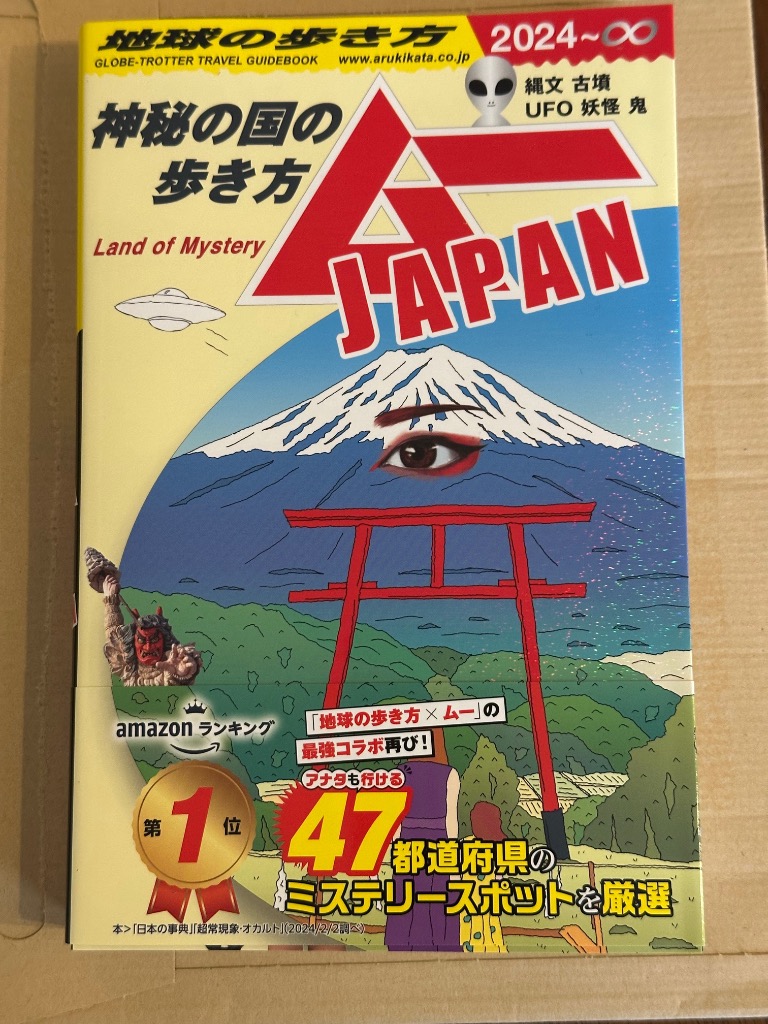 地球の歩き方
2024~∞
GLOBE-TROTTER TRAVEL GUIDEBOOK www.arukikata.co.jp
縄文 古墳
UFO 妖怪 鬼
神秘の国の
歩き方
ムー
Land of Mystery
JAPAN
amazon ランキング
第1位
「地球の歩き方×ムー」の
最強コラボ再び!
アナタも行ける
47都道府県の
ミステリースポットを厳選
本>「日本の事典」「超常現象・オカルト」(2024/2/2調べ)